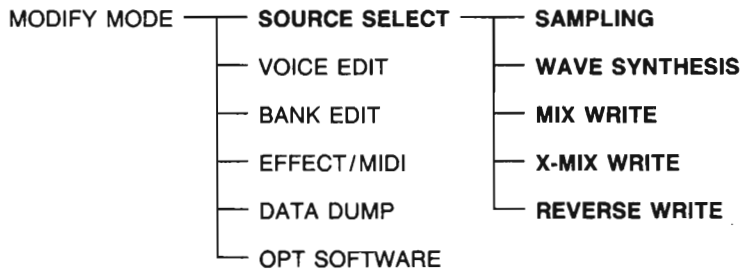 MODIFY MODE SOURCE SELECT SAMPLING
VOICE EDIT WAVE SYNTHESIS
BANK EDIT MIX WRITE
EFFECT/MIDI X-MIX WRITE
DATA DUMP REVERSE WRITE
OPT SOFTWARE